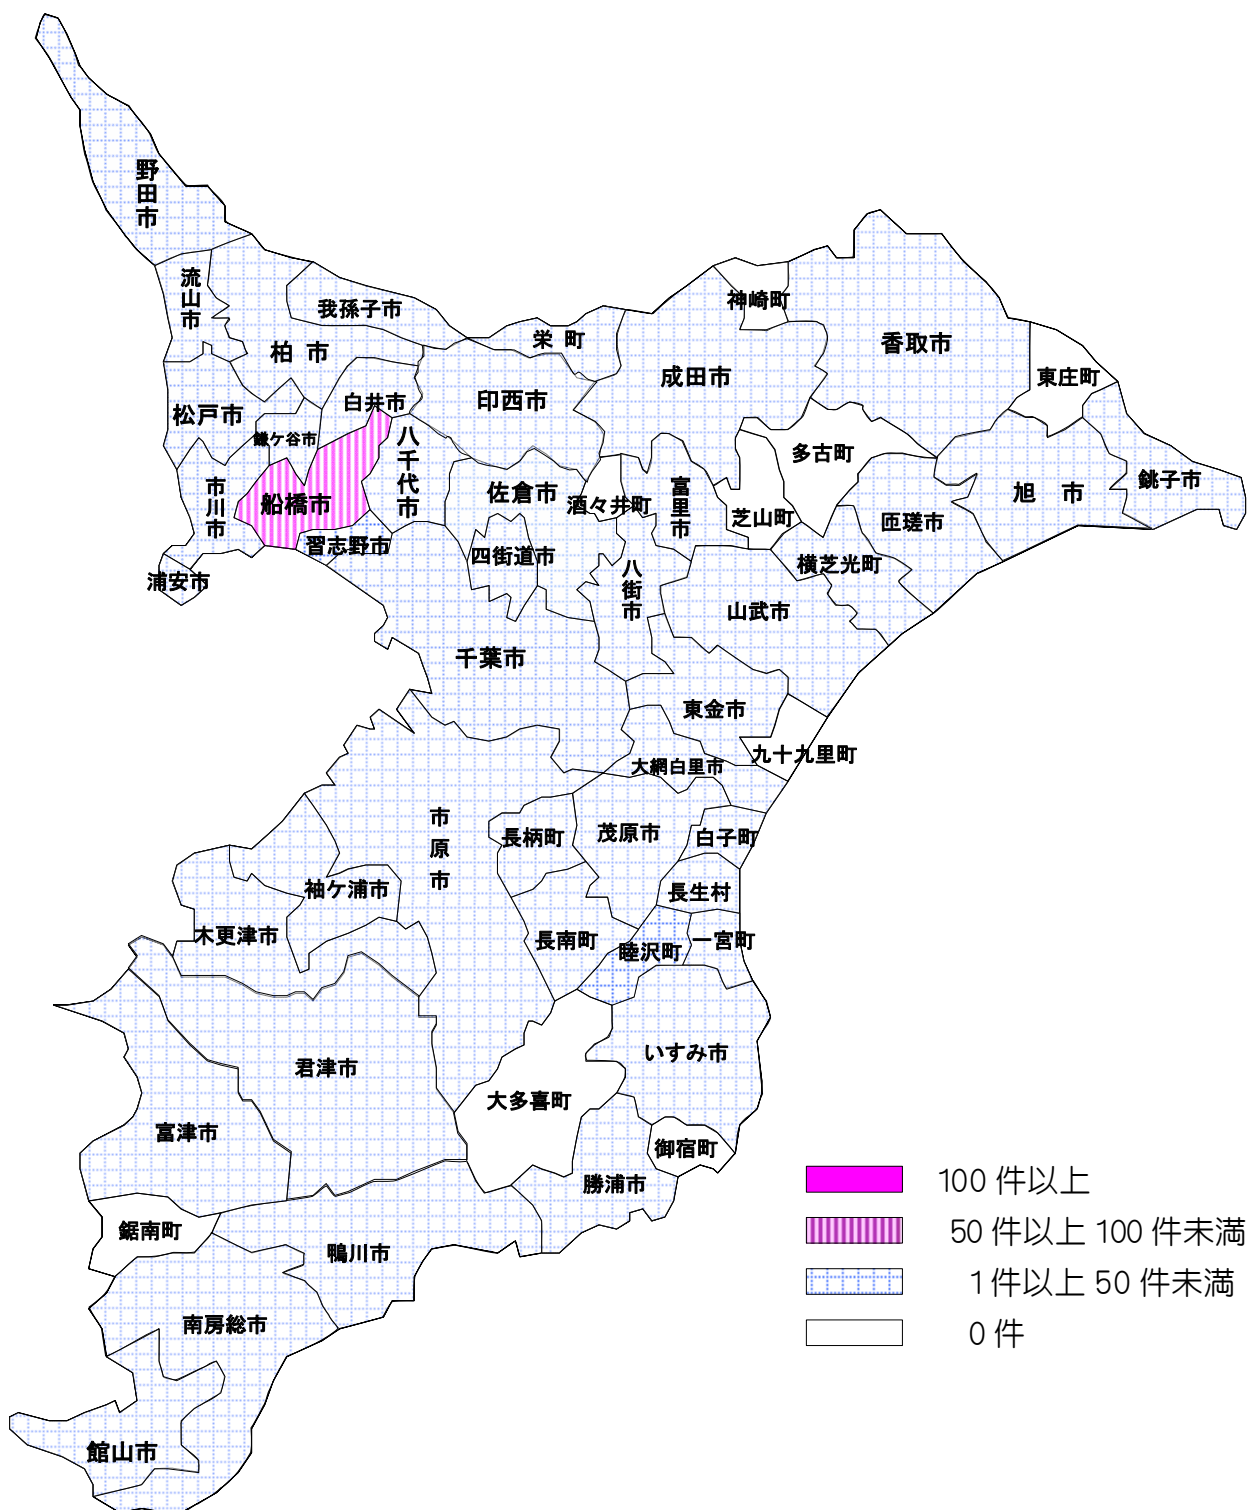 野田市
流山市
我孫子市
柏 市
栄 町
神崎町
香取市
成田市
東庄町
松戸市
鎌ケ谷市
白井市
印西市
八千代市
多古町
市川市
船橋市
佐倉市
酒々井町
富里市
芝山町
匝瑳市
旭 市
銚子市
習志野市
四街道市
横芝光町
浦安市
八街市
山武市
千葉市
東金市
九十九里町
大網白里市
市原市
長柄町
茂原市
白子町
袖ケ浦市
長生村
木更津市
長南町
睦沢町
一宮町
君津市
いすみ市
大多喜町
富津市
御宿町
勝浦市
鋸南町
鴨川市
南房総市
館山市
100 件以上
50 件以上 100 件未満
1 件以上 50 件未満
0 件